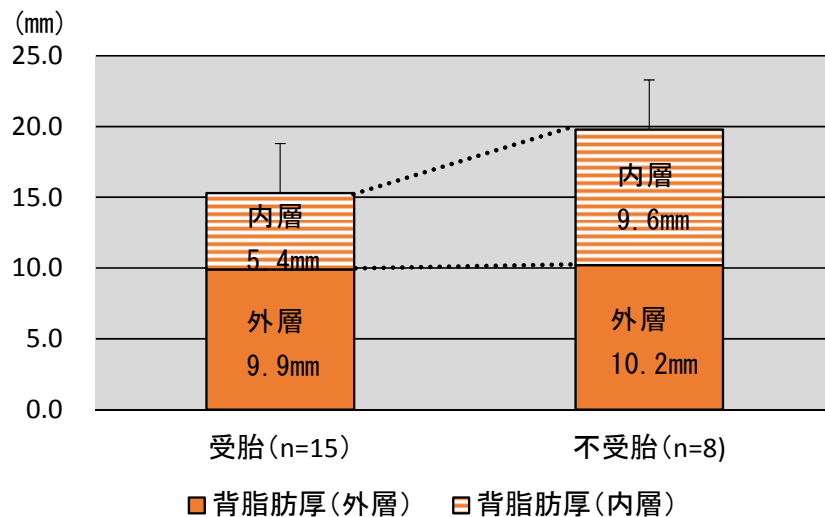 (mm)
25.0
20.0
15.0
10.0
5.0
0.0
内層
5.4mm
外層
9.9mm
内層
9.6mm
外層
10.2mm
受胎(n=15)
不受胎(n=8)
背脂肪厚(外層)
背脂肪厚(内層)